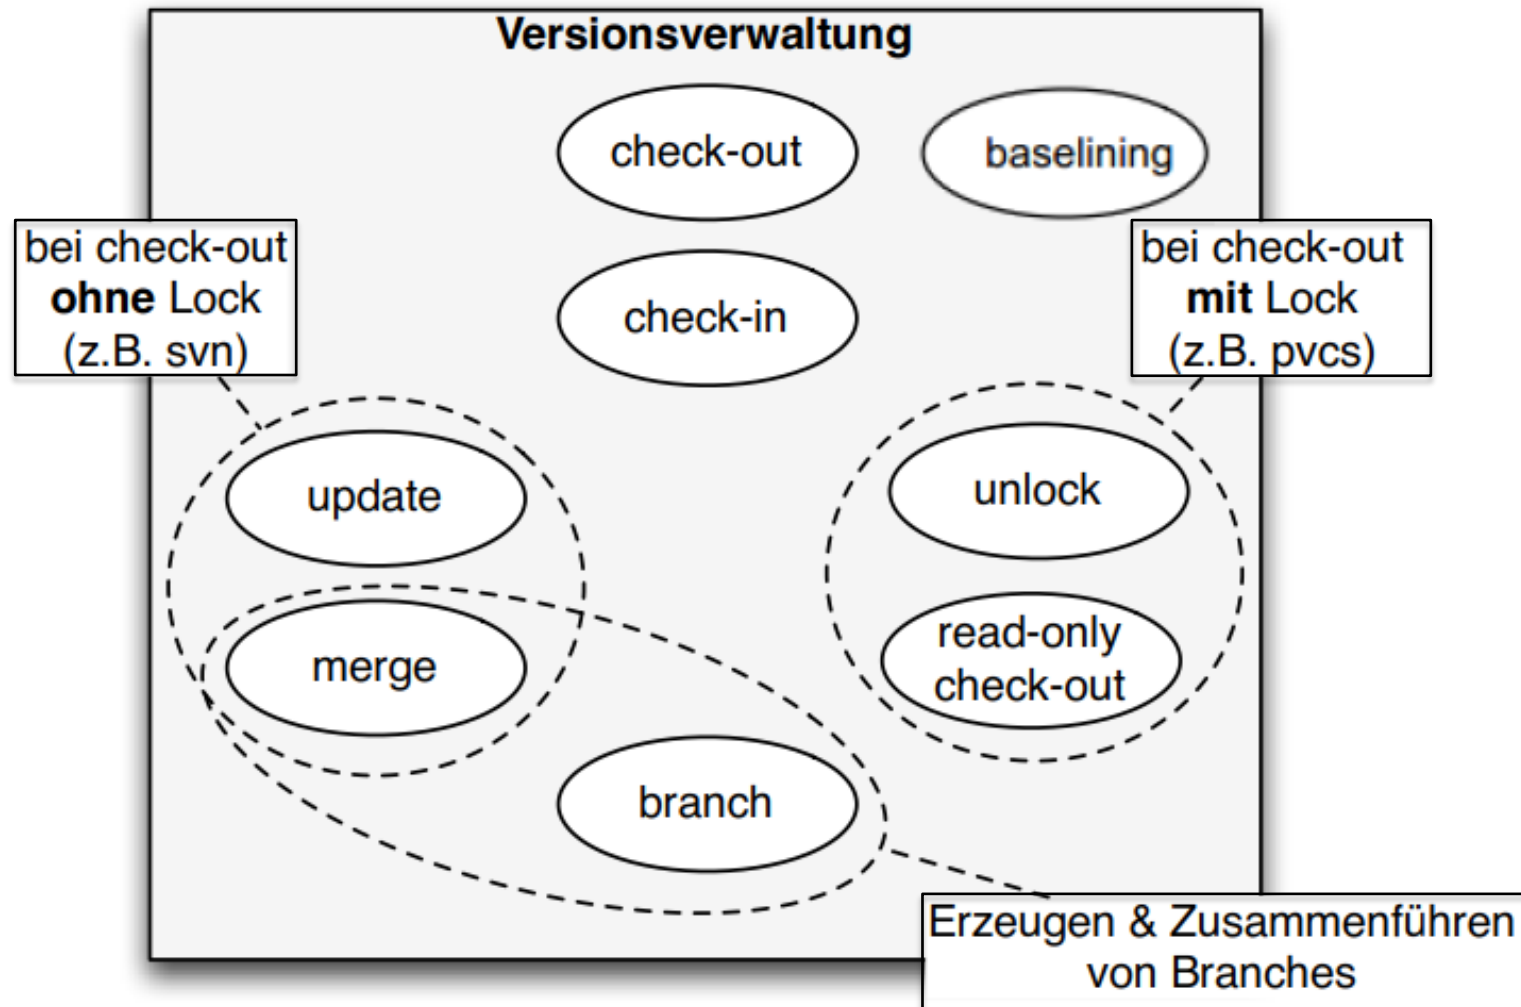 Versionsverwaltung
check-out
baselining
bei check-out
ohne Lock
(z.B. svn)
check-in
bei check-out
mit Lock
(z.B. pvcs)
update
unlock
merge
read-only
check-out
branch
Erzeugen & Zusammenführen
von Branches